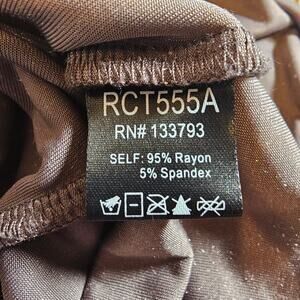 RCT555A
RN# 133793
SELF: 95% Rayon
5% Spandex